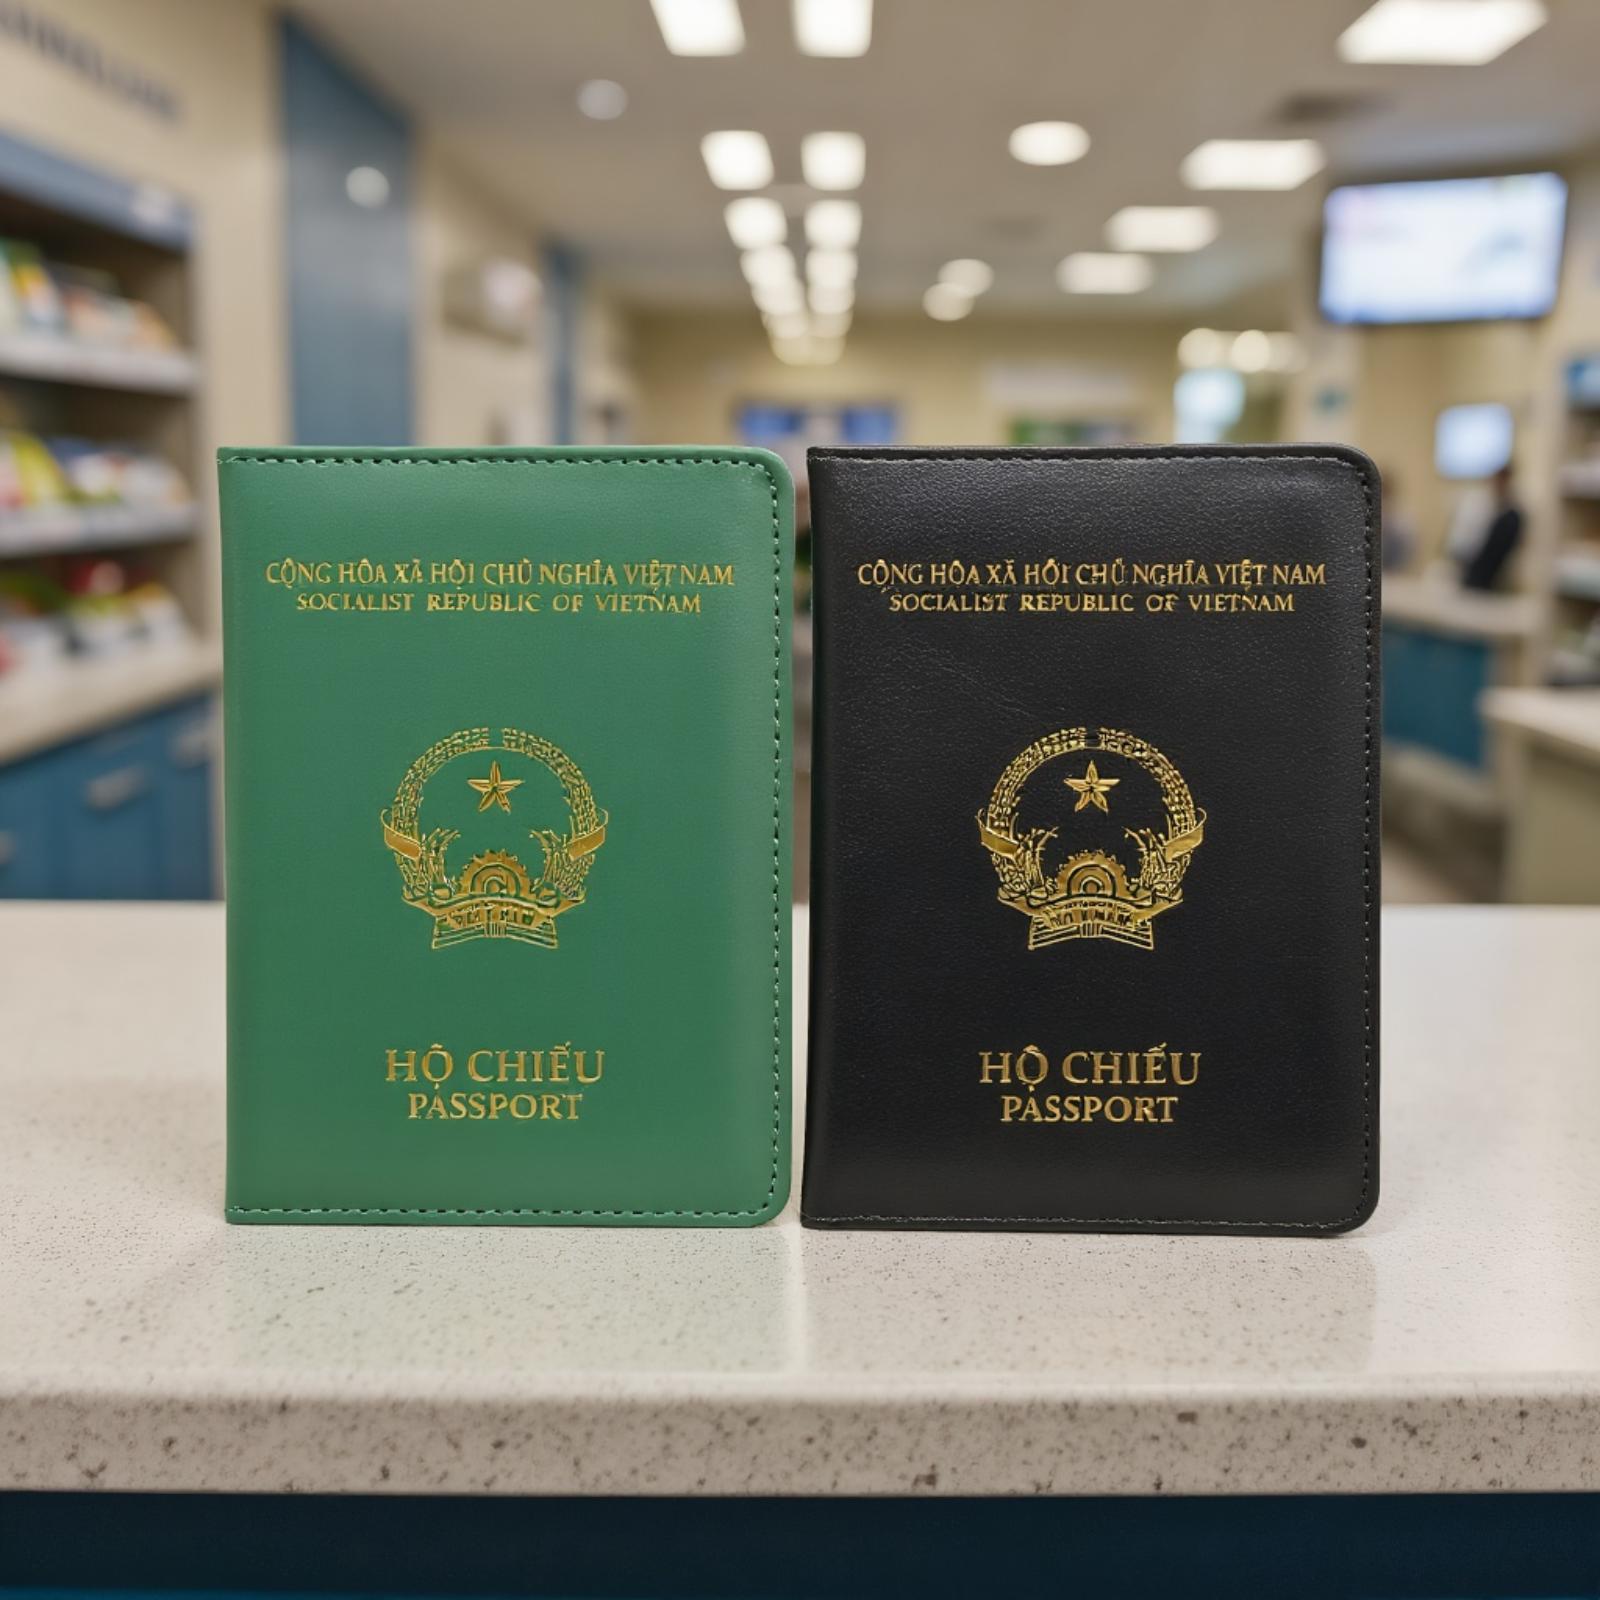 CỘNG HÒA XÃ HỘI CHỦ NGHĨA VIỆT NAM
SOCIALIST REPUBLIC OF VIETNAM
HỘ CHIẾU
PASSPORT
CỘNG HÒA XÃ HỘI CHỦ NGHĨA VIỆT NAM
SOCIALIST REPUBLIC OF VIETNAM
HỘ CHIẾU
PASSPORT